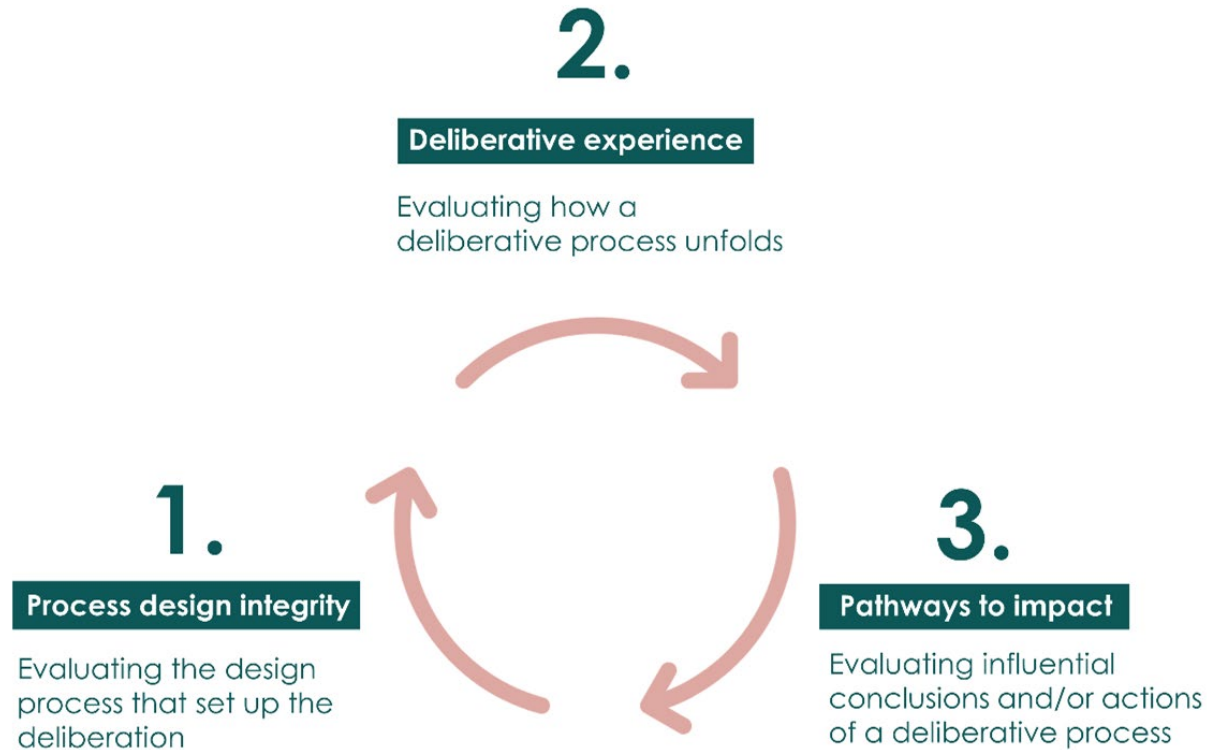 2.
Deliberative experience
Evaluating how a
deliberative process unfolds
1.
Process design integrity
Evaluating the design
process that set up the
deliberation
3.
Pathways to impact
Evaluating influential
conclusions and/or actions
of a deliberative process